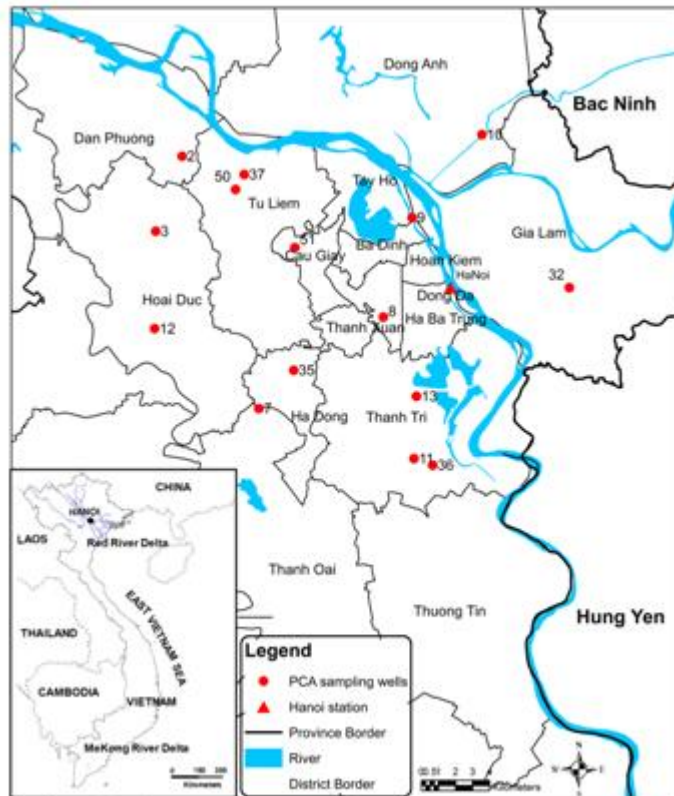 Dong Anh
Bac Ninh
16
Dan Phuong
2
37
50
Tu Liem
Tay Ho
9
3
51
Cau Giay
Ba Dinh
Gia Lam
Hoan Kiem
HaNoi
32
Hoai Duc
12
Dong Da
8
Thanh Xuan
Ha Ba Trung
35
7
Ha Dong
13
Thanh Tri
11
36
CHINA
HANOI
LAOS
Red River Delta
EAST VIETNAM SEA
THAILAND
CAMBODIA
VIETNAM
MeKong River Delta
Kilometers
Thanh Oai
Thuong Tin
Hung Yen
Legend
PCA sampling wells
Hanoi station
Province Border
River
District Border
N
W
E
S